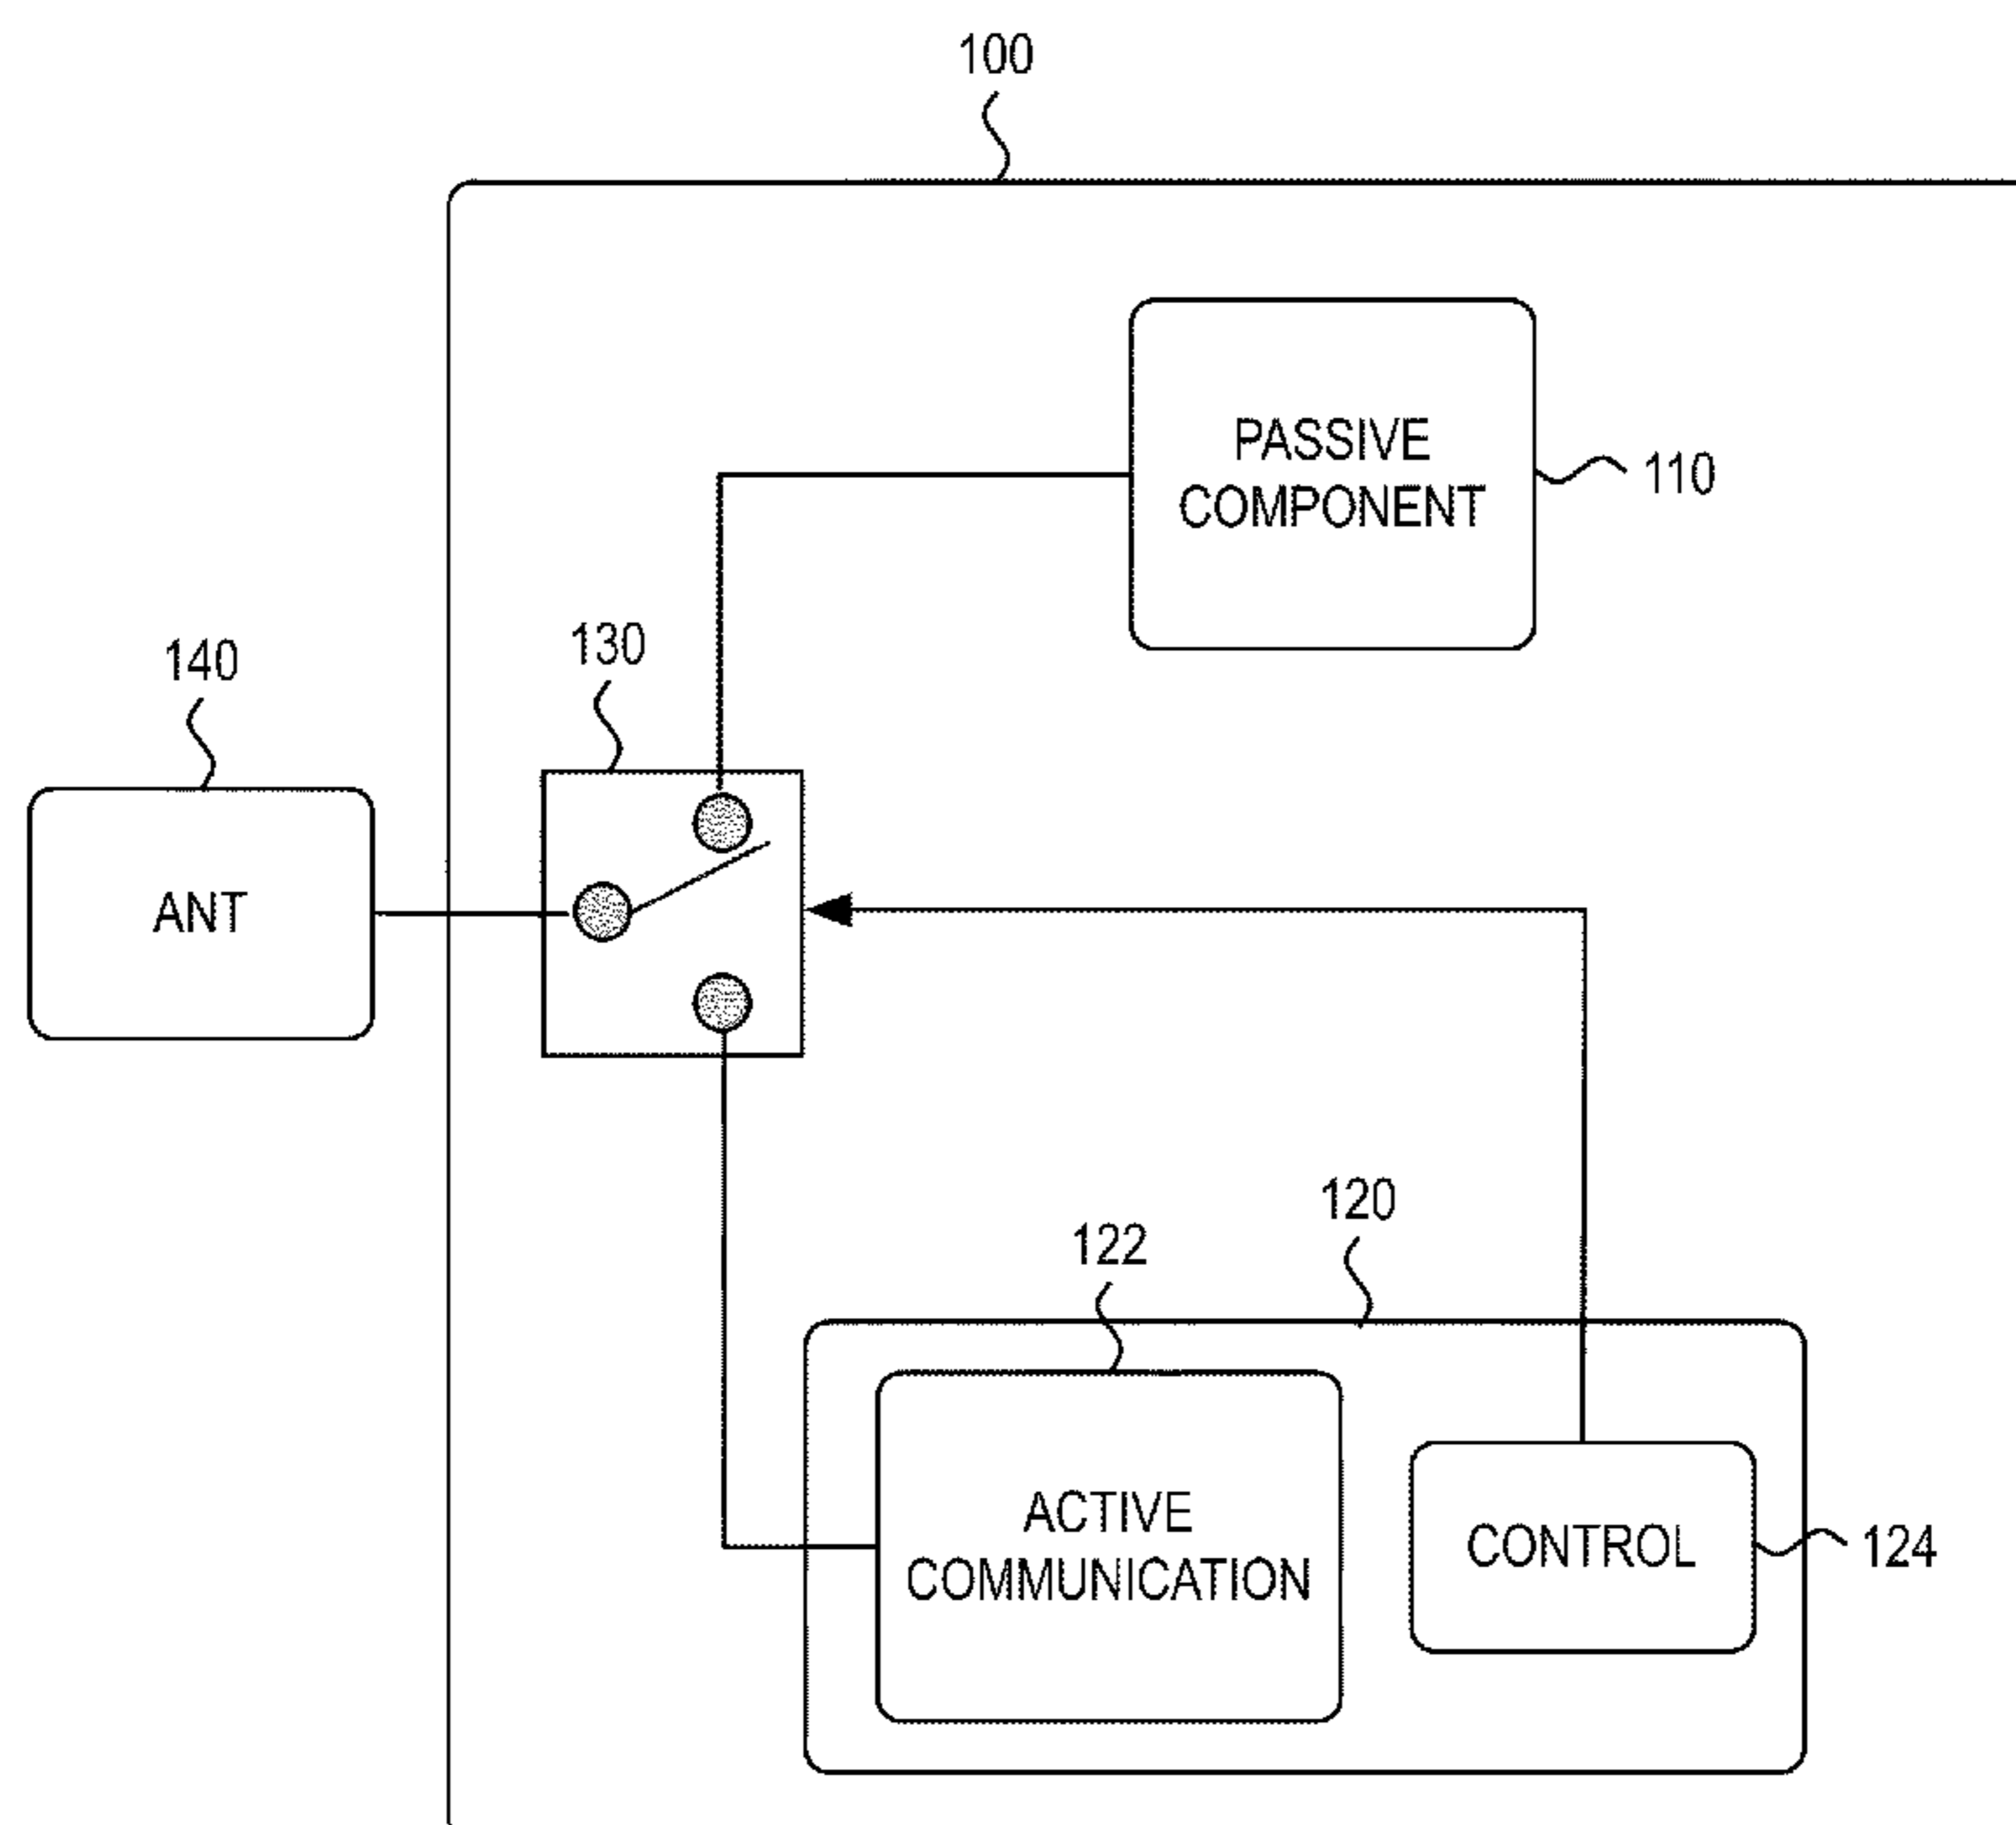 100
PASSIVE
COMPONENT
110
130
140
ANT
120
122
ACTIVE
COMMUNICATION
CONTROL
124